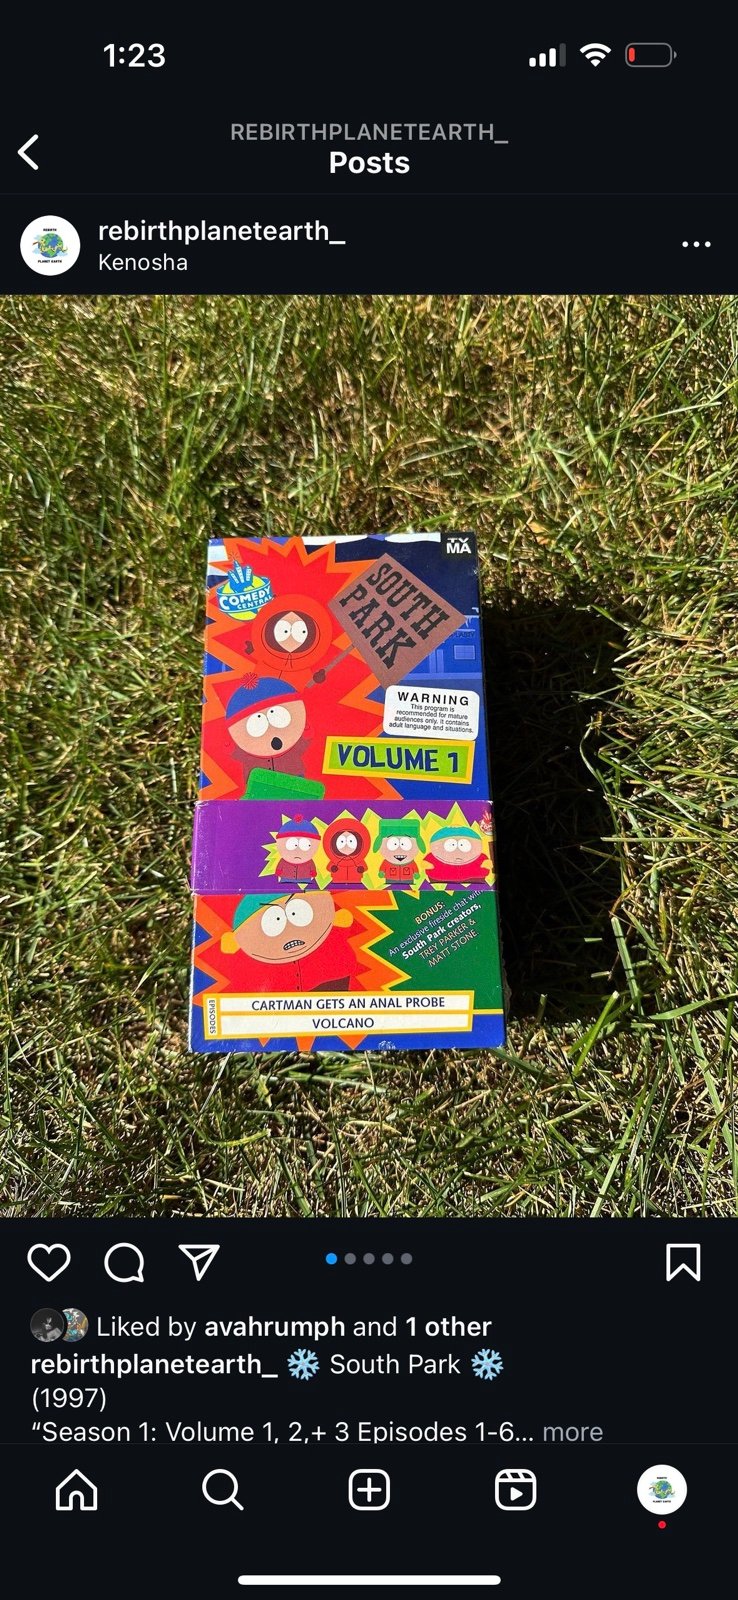 1:23
REBIRTHPLANETEARTH_
Posts
rebirthplanetearth_
Kenosha
TV
MA
COMEDY
CENTRAL
SOUTH
PARK
WARNING
This program is
recommended for mature
audiences only. It contains
adult language and situations.
VOLUME 1
BONUS:
An exclusive fireside chat with
South Park creators,
TREY PARKER &
MATT STONE
EPISODES
CARTMAN GETS AN ANAL PROBE
VOLCANO
Liked by avahrumph and 1 other
rebirthplanetearth_ ❄️ South Park ❄️
(1997)
“Season 1: Volume 1, 2,+ 3 Episodes 1-6... more